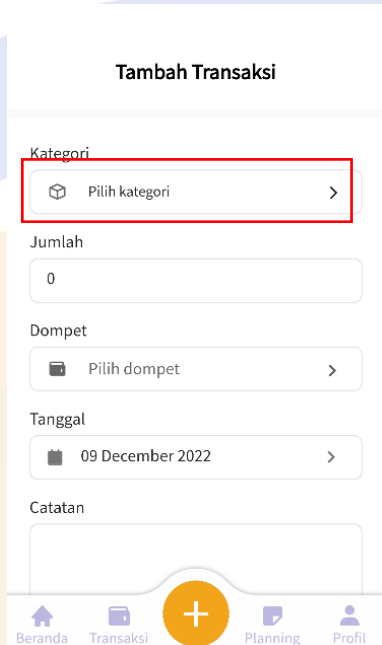 Tambah Transaksi
Kategori
Pilih kategori
Jumlah
0
Dompet
Pilih dompet
Tanggal
09 December 2022
Catatan
Beranda Transaksi Planning Profil